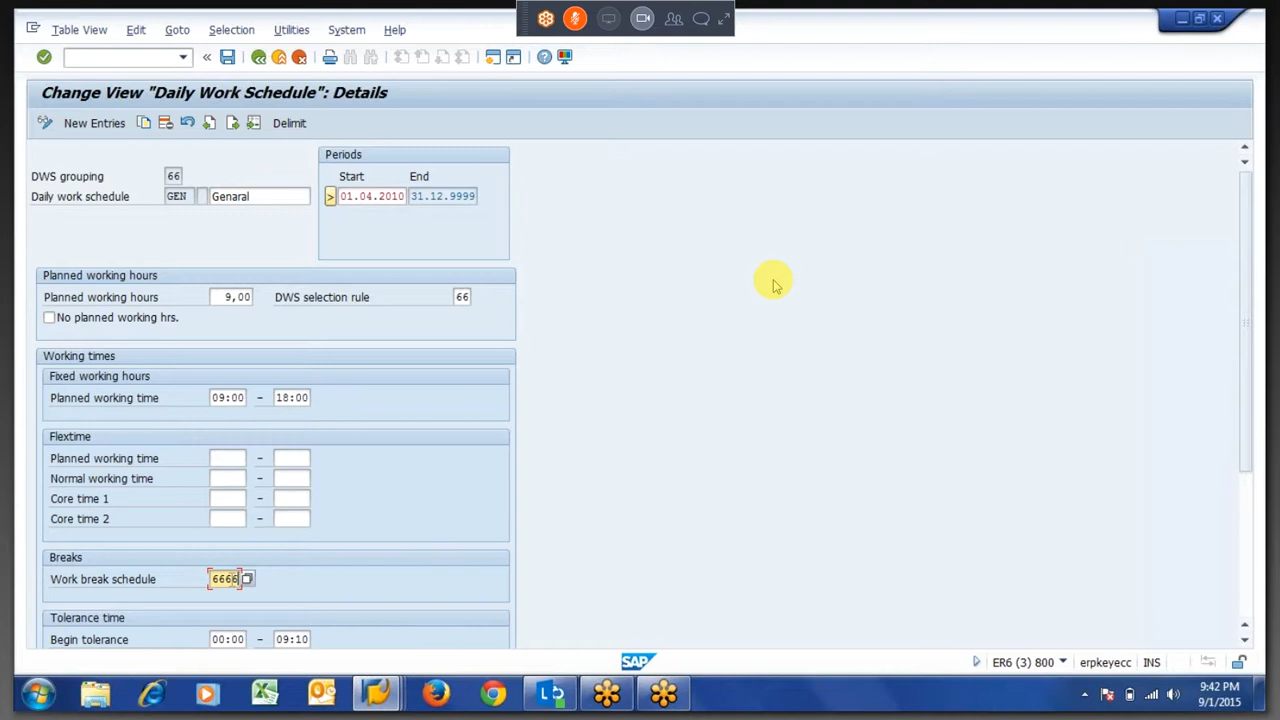 Table View Edit Goto Selection Utilities System Help
Change View "Daily Work Schedule": Details
New Entries Delimit
DWS grouping 66
Daily work schedule GEN Genaral
Periods
Start End
01.04.2010 31.12.9999
Planned working hours
Planned working hours 9,00 DWS selection rule 66
No planned working hrs.
Working times
Fixed working hours
Planned working time 09:00 - 18:00
Flextime
Planned working time -
Normal working time -
Core time 1 -
Core time 2 -
Breaks
Work break schedule 6666
Tolerance time
Begin tolerance 00:00 - 09:10
SAP ER6 (3) 800 erpkeyecc INS
9:42 PM
9/1/2015